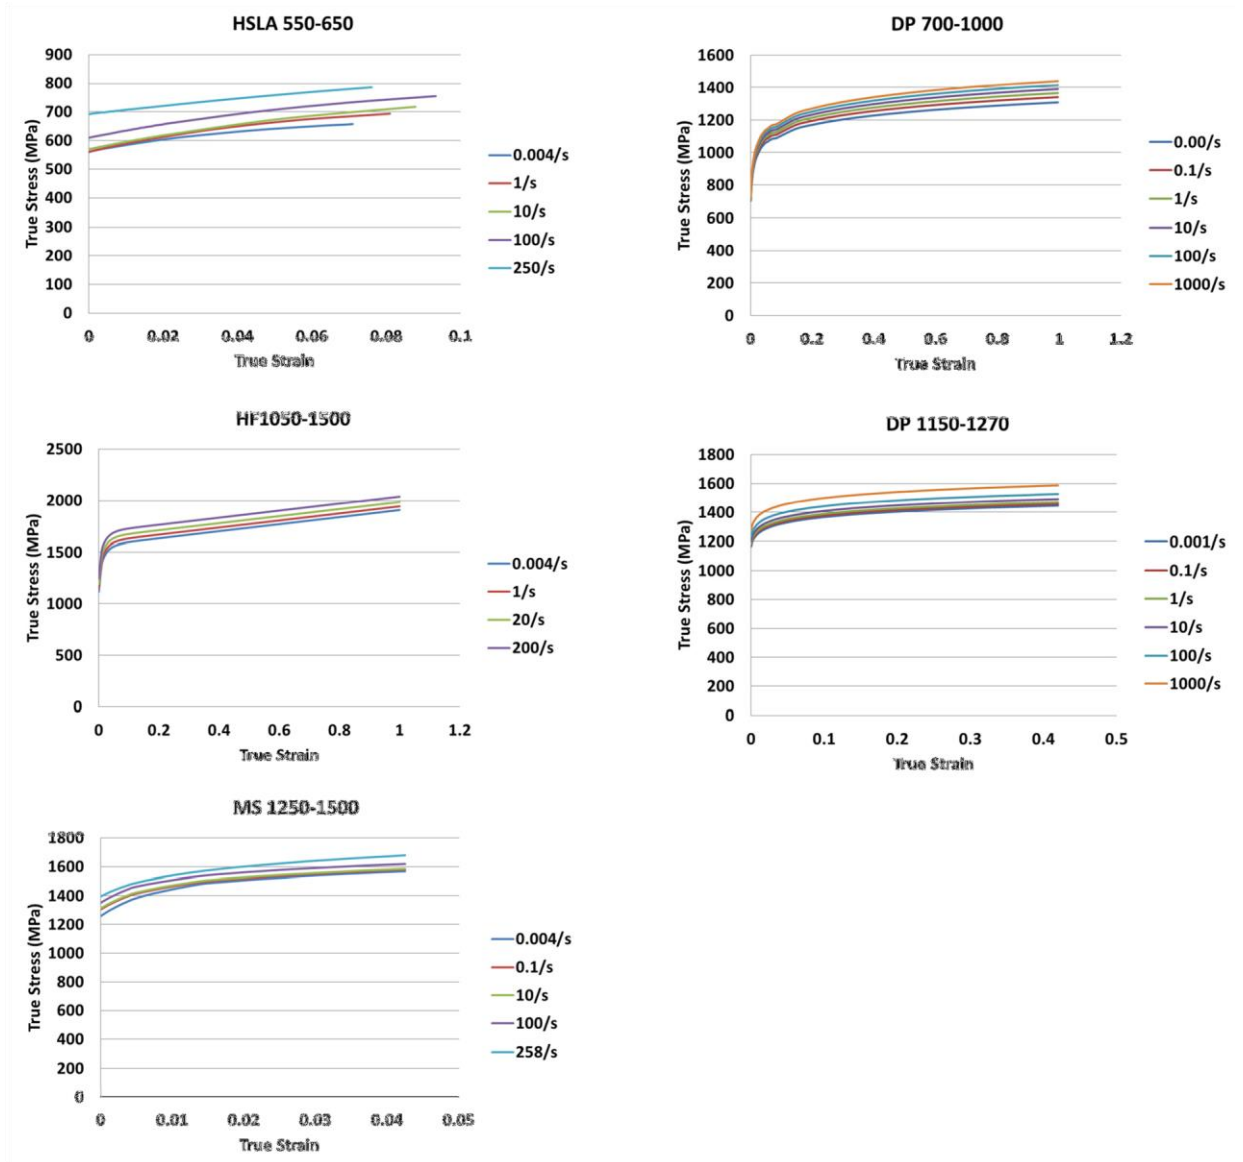 HSLA 550-650
True Stress (MPa)
900
800
700
600
500
400
300
200
100
0
0 0.02 0.04 0.06 0.08 0.1
True Strain
0.004/s
1/s
10/s
100/s
250/s
DP 700-1000
True Stress (MPa)
1600
1400
1200
1000
800
600
400
200
0
0 0.2 0.4 0.6 0.8 1 1.2
True Strain
0.00/s
0.1/s
1/s
10/s
100/s
1000/s
HF1050-1500
True Stress (MPa)
2500
2000
1500
1000
500
0
0 0.2 0.4 0.6 0.8 1 1.2
True Strain
0.004/s
1/s
20/s
200/s
DP 1150-1270
True Stress (MPa)
1800
1600
1400
1200
1000
800
600
400
200
0
0 0.1 0.2 0.3 0.4 0.5
True Strain
0.001/s
0.1/s
1/s
10/s
100/s
1000/s
MS 1250-1500
True Stress (MPa)
1800
1600
1400
1200
1000
800
600
400
200
0
0 0.01 0.02 0.03 0.04 0.05
True Strain
0.004/s
0.1/s
10/s
100/s
258/s